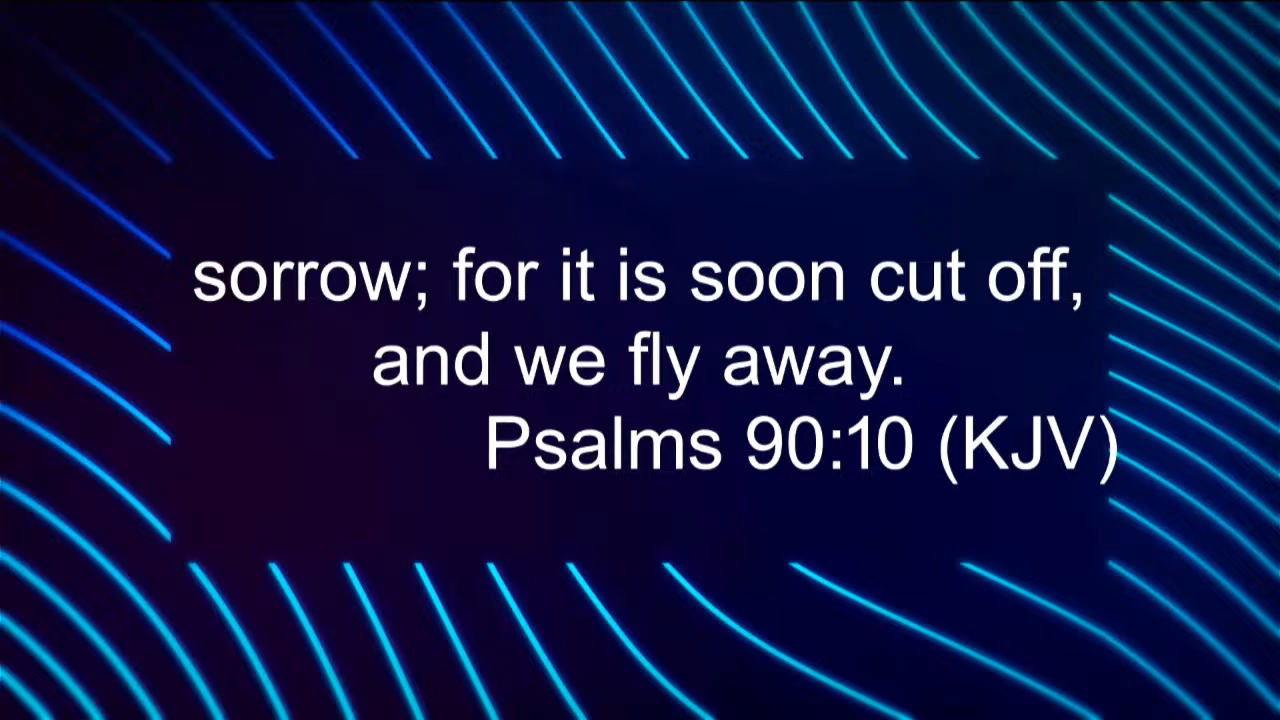 sorrow; for it is soon cut off,
and we fly away.
Psalms 90:10 (KJV)